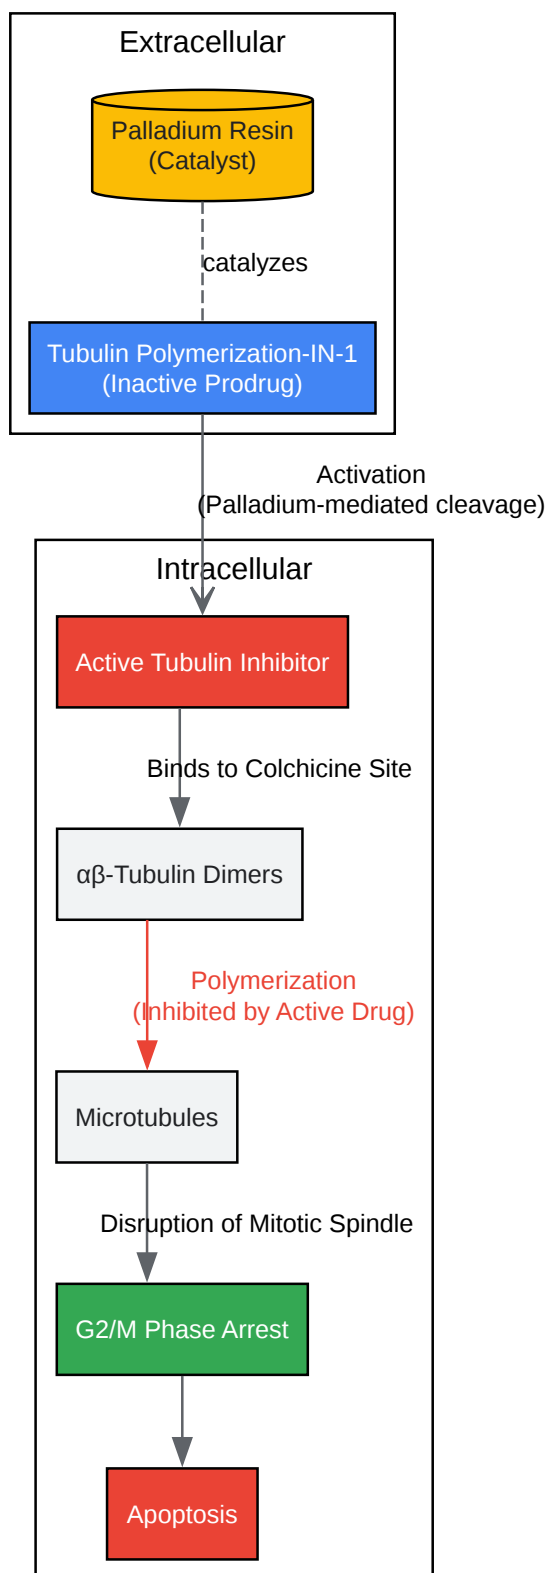 Extracellular
Palladium Resin
(Catalyst)
catalyzes
Tubulin Polymerization-IN-1
(Inactive Prodrug)
Activation
(Palladium-mediated cleavage)
Intracellular
Active Tubulin Inhibitor
Binds to Colchicine Site
αβ-Tubulin Dimers
Polymerization
(Inhibited by Active Drug)
Microtubules
Disruption of Mitotic Spindle
G2/M Phase Arrest
Apoptosis